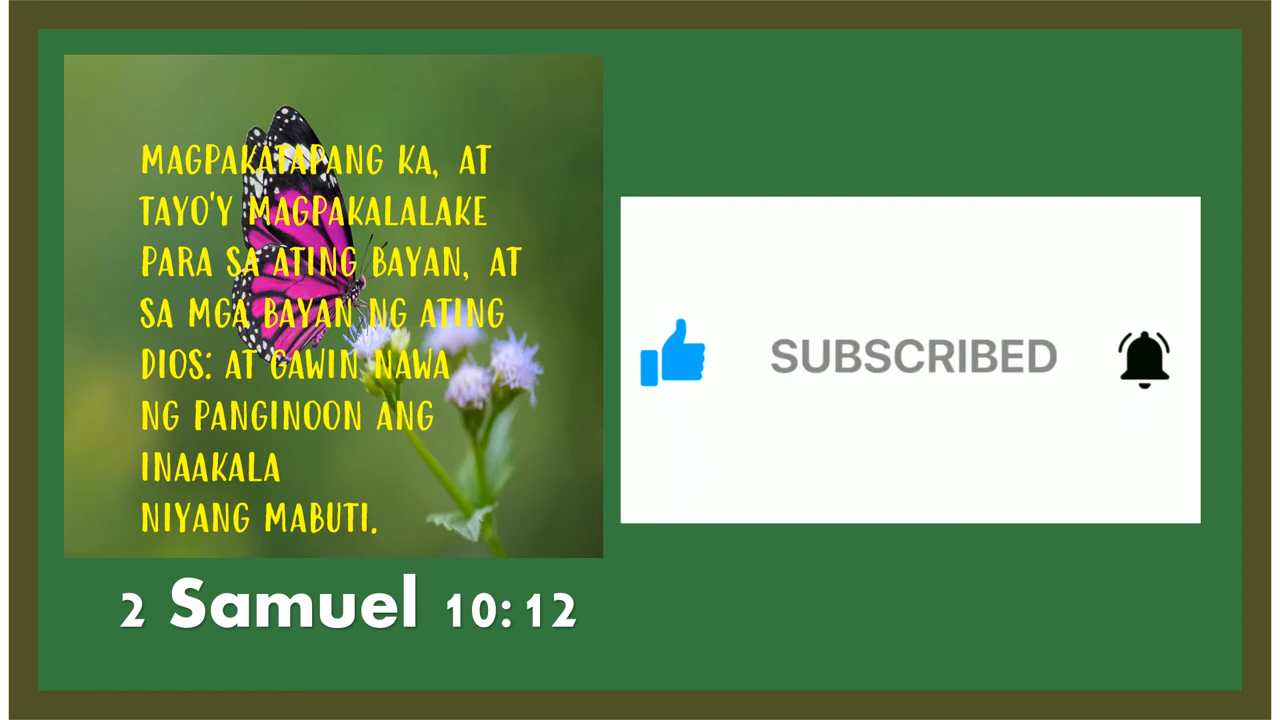 MAGPAKATAPANG KA, AT
TAYO'Y MAGPAKALALAKE
PARA SA ATING BAYAN, AT
SA MGA BAYAN NG ATING
DIOS: AT GAWIN NAWA
NG PANGINOON ANG
INAAKALA
NIYANG MABUTI.
2 Samuel 10:12
SUBSCRIBED